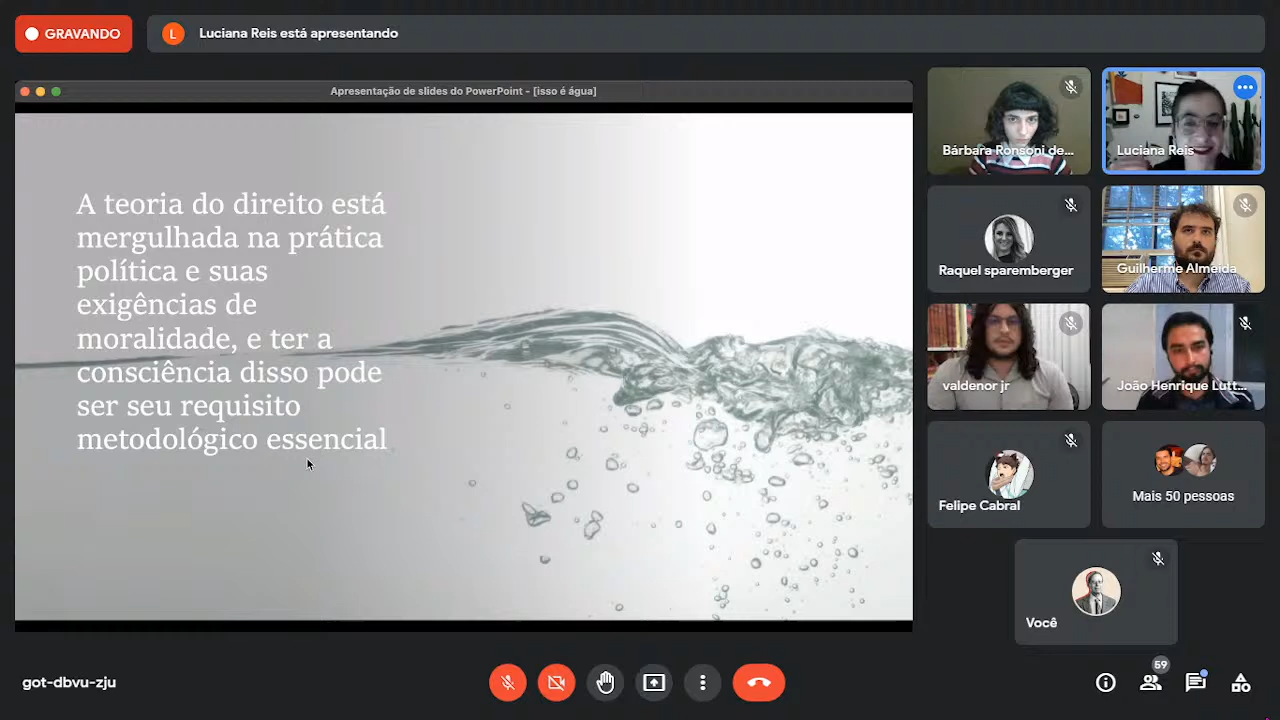 GRAVANDO
L
Luciana Reis está apresentando
Apresentação de slides do PowerPoint - [isso é água]
A teoria do direito está
mergulhada na prática
política e suas
exigências de
moralidade, e ter a
consciência disso pode
ser seu requisito
metodológico essencial
Bárbara Ronsoni de...
Luciana Reis
Raquel sparemberger
Guilherme Almeida
valdenor jr
João Henrique Lutt...
Felipe Cabral
Mais 50 pessoas
Você
got-dbvu-zju
59